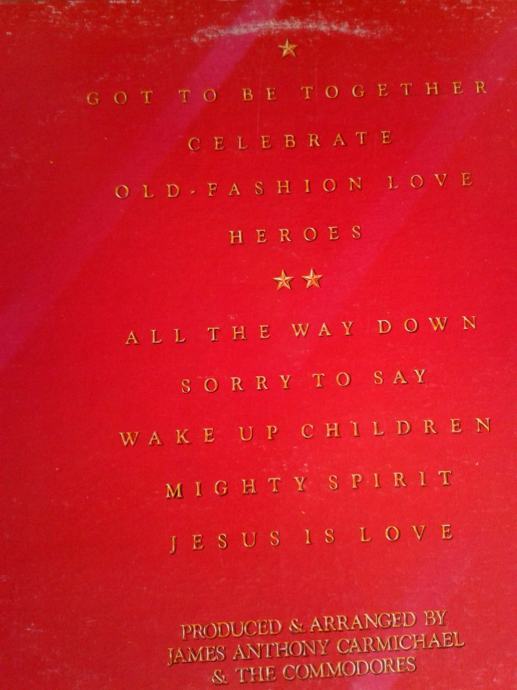 GOT TO BE TOGETHER
CELEBRATE
OLD-FASHION LOVE
HEROES
ALL THE WAY DOWN
SORRY TO SAY
WAKE UP CHILDREN
MIGHTY SPIRIT
JESUS IS LOVE
PRODUCED & ARRANGED BY
JAMES ANTHONY CARMICHAEL
& THE COMMODORES